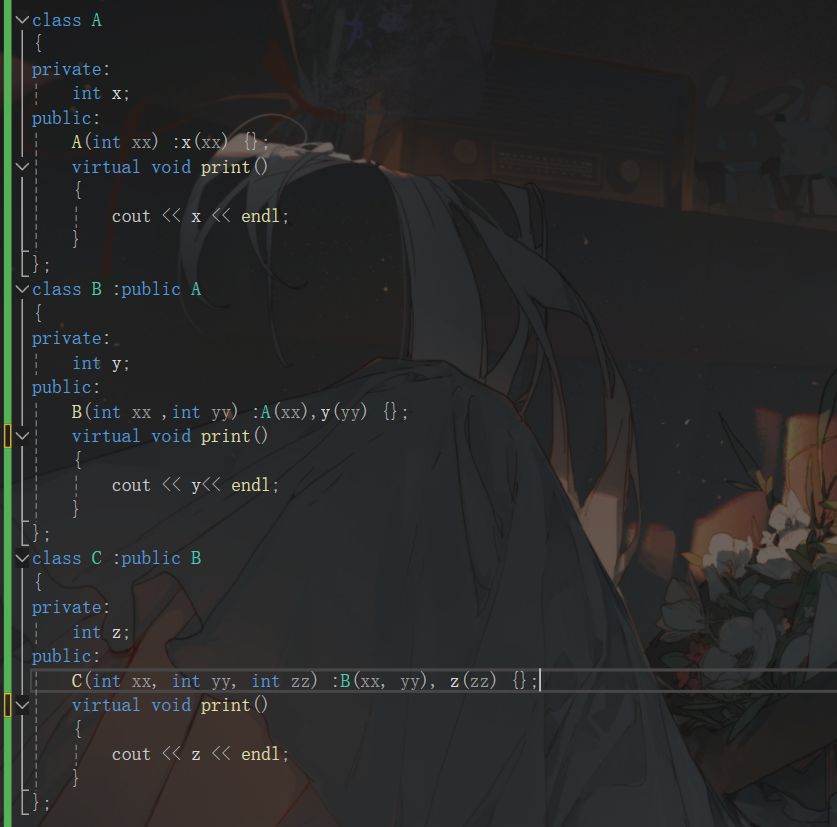 class A
{
private:
int x;
public:
A(int xx) :x(xx) {};
virtual void print()
{
cout << x << endl;
}
};
class B :public A
{
private:
int y;
public:
B(int xx ,int yy) :A(xx),y(yy) {};
virtual void print()
{
cout << y<< endl;
}
};
class C :public B
{
private:
int z;
public:
C(int xx, int yy, int zz) :B(xx, yy), z(zz) {};
virtual void print()
{
cout << z << endl;
}
};